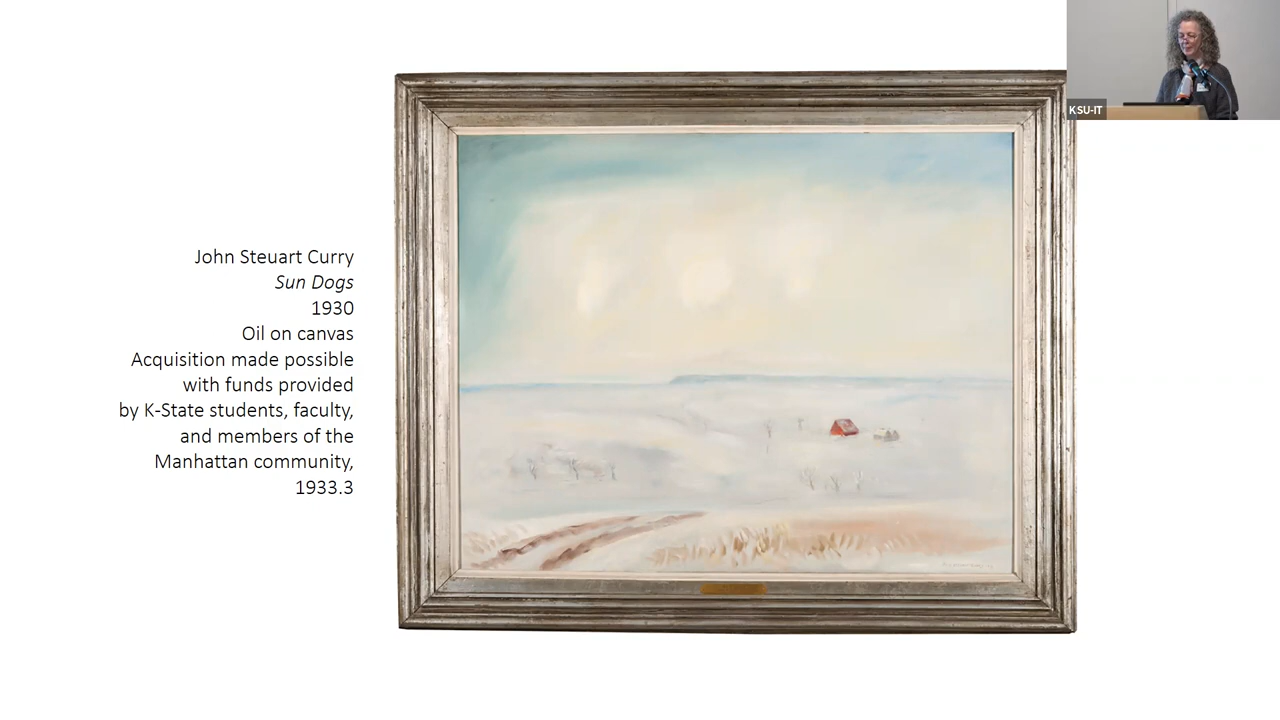 John Steuart Curry
Sun Dogs
1930
Oil on canvas
Acquisition made possible
with funds provided
by K-State students, faculty,
and members of the
Manhattan community,
1933.3
KSU-IT